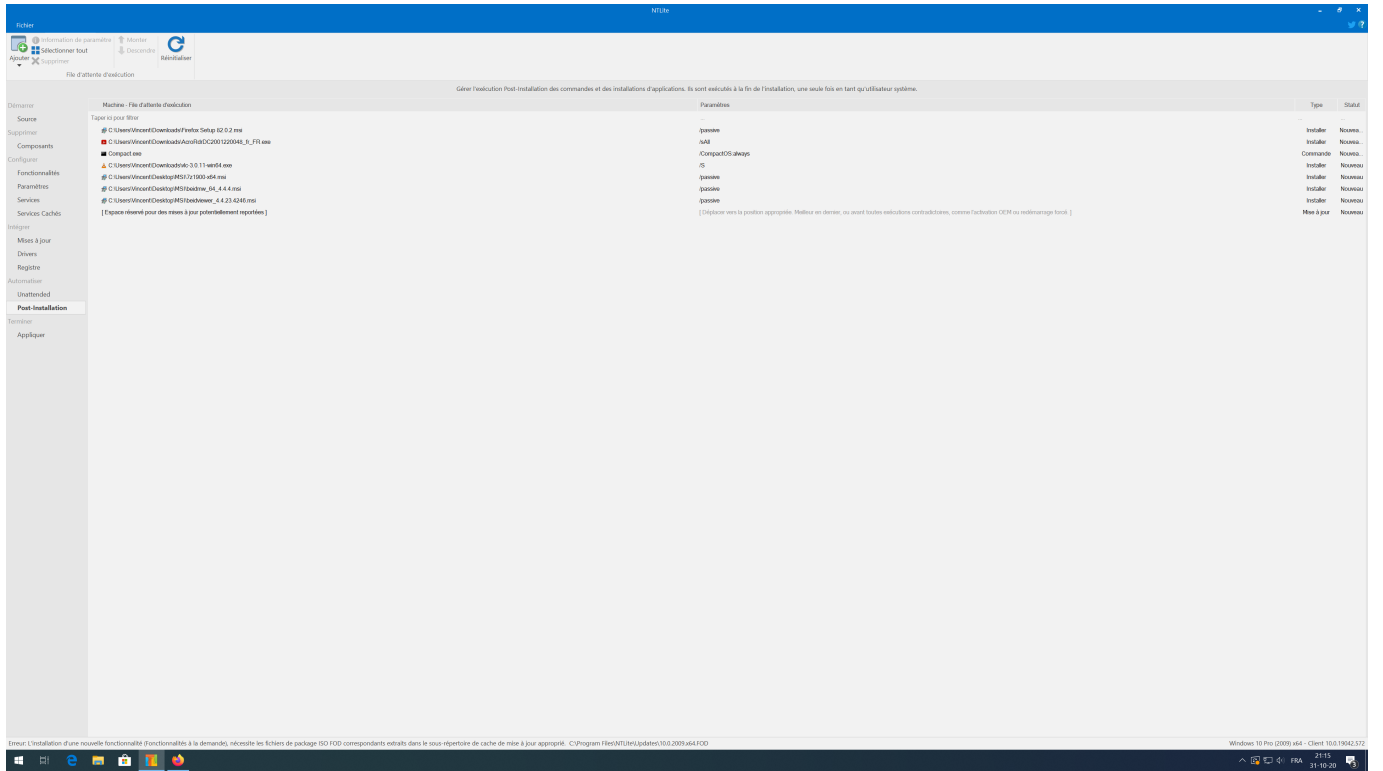 NTLite
Fichier
Ajouter
Information de paramètre
Sélectionner tout
Supprimer
Monter
Descendre
Réinitialiser
File d'attente d'exécution
Gérer l'exécution Post-Installation des commandes et des installations d'applications. Ils sont exécutés à la fin de l'installation, une seule fois en tant qu'utilisateur système.
Démarrer
Source
Supprimer
Composants
Configurer
Fonctionnalités
Paramètres
Services
Services Cachés
Intégrer
Mises à jour
Drivers
Registre
Automatiser
Unattended
Post-Installation
Terminer
Appliquer
Machine - File d'attente d'exécution Paramètres Type Statut
Taper ici pour filtrer ... ... ...
C:\Users\Vincent\Downloads\Firefox Setup 82.0.2.msi /passive Installer Nouvea...
C:\Users\Vincent\Downloads\AcroRdrDC2001220048_fr_FR.exe /sAll Installer Nouvea...
Compact.exe /CompactOS:always Commande Nouvea...
C:\Users\Vincent\Downloads\vlc-3.0.11-win64.exe /S Installer Nouveau
C:\Users\Vincent\Desktop\MSI\7z1900-x64.msi /passive Installer Nouveau
C:\Users\Vincent\Desktop\MSI\beidmw_64_4.4.4.msi /passive Installer Nouveau
C:\Users\Vincent\Desktop\MSI\beidviewer_4.4.23.4246.msi /passive Installer Nouveau
[ Espace réservé pour des mises à jour potentiellement reportées ] [ Déplacer vers la position appropriée. Meilleur en dernier, ou avant toutes exécutions contradictoires, comme l'activation OEM ou redémarrage forcé. ] Mise à jour Nouveau
Erreur: L'installation d'une nouvelle fonctionnalité (Fonctionnalités à la demande), nécessite les fichiers de package ISO FOD correspondants extraits dans le sous-répertoire de cache de mise à jour approprié. C:\Program Files\NTLite\Updates\10.0.2009.x64.FOD
Windows 10 Pro (2009) x64 - Client 10.0.19042.572
FRA
21:15
31-10-20
3